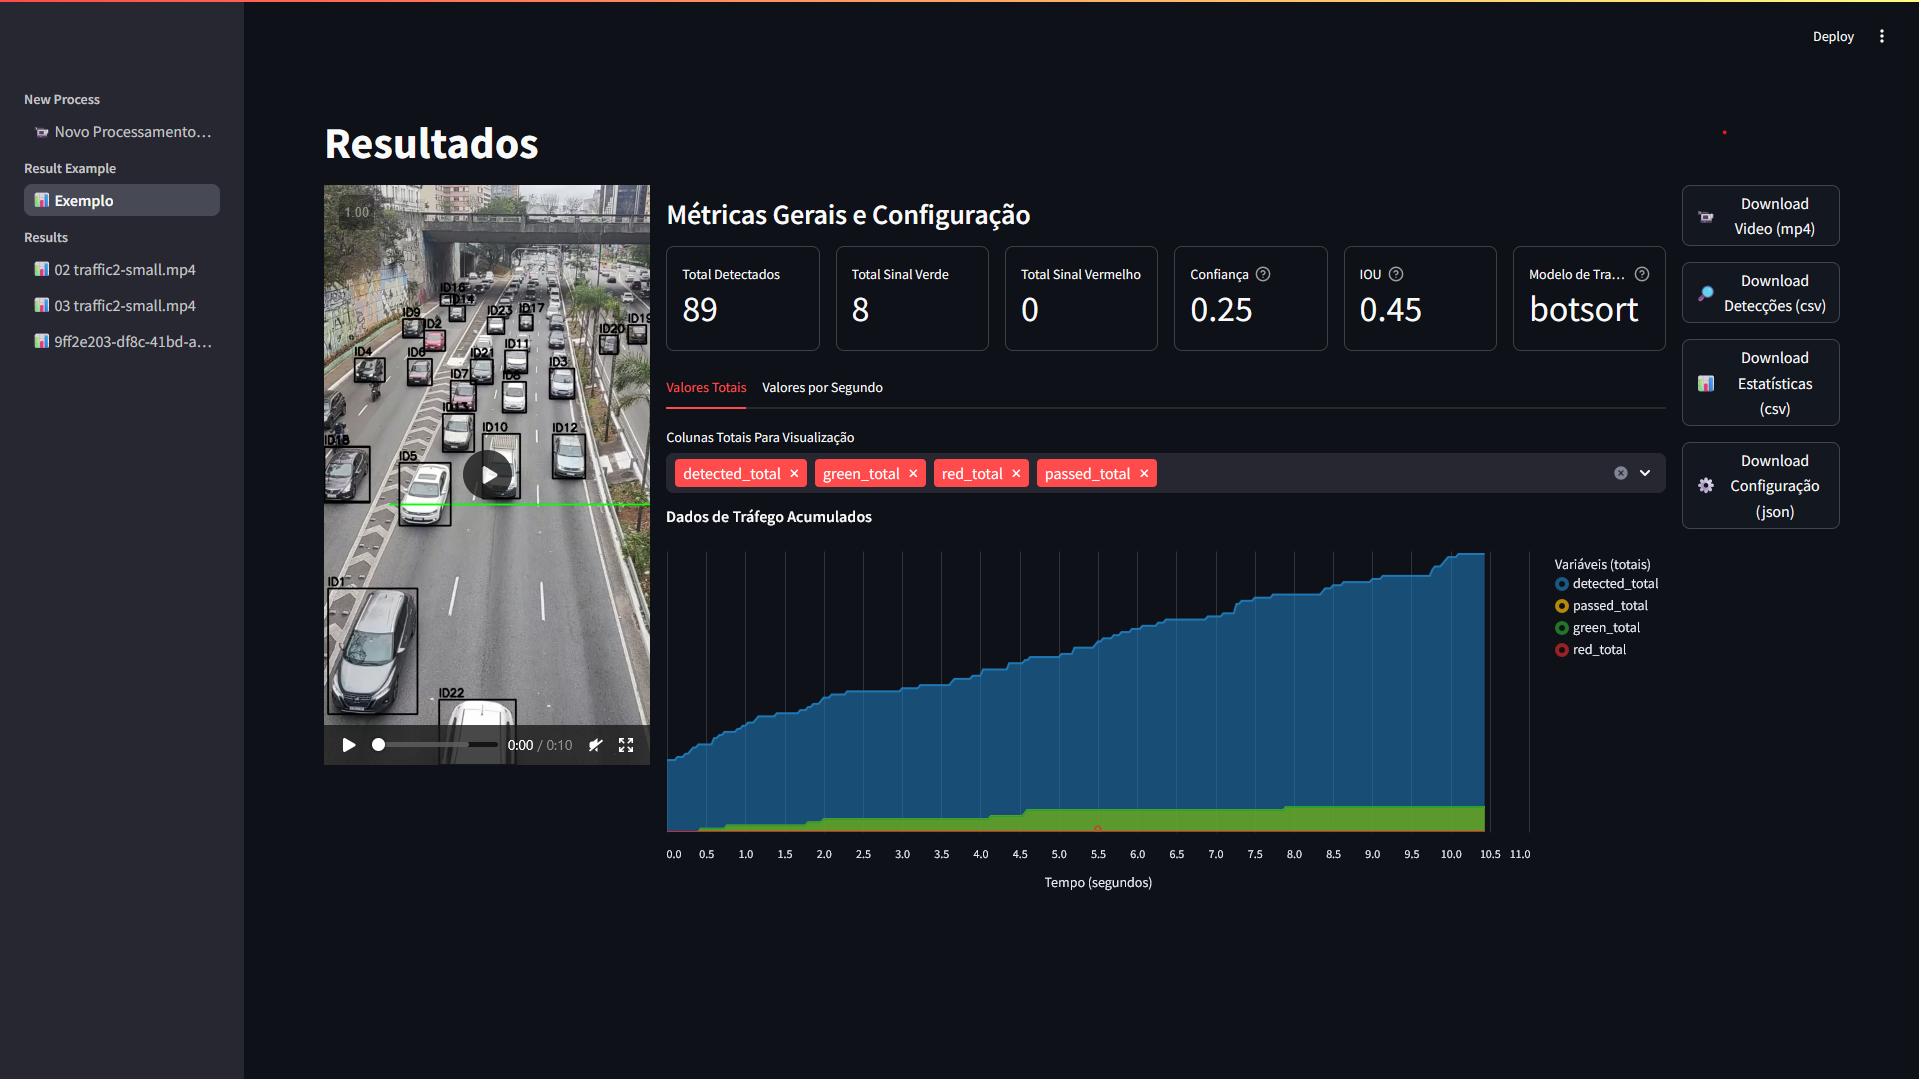 Deploy
New Process
Novo Processamento…
Result Example
Exemplo
Results
02 traffic2-small.mp4
03 traffic2-small.mp4
9ff2e203-df8c-41bd-a…
Resultados
1.00
ID16
ID14
ID9
ID2
ID23
ID17
ID20
ID19
ID4
ID21
ID11
ID3
ID7
ID13
ID10
ID12
ID18
ID5
ID1
ID22
0:00 / 0:10
Métricas Gerais e Configuração
Total Detectados
89
Total Sinal Verde
8
Total Sinal Vermelho
0
Confiança
0.25
IOU
0.45
Modelo de Tra…
botsort
Valores Totais
Valores por Segundo
Colunas Totais Para Visualização
detected_total
green_total
red_total
passed_total
Dados de Tráfego Acumulados
0.0 0.5 1.0 1.5 2.0 2.5 3.0 3.5 4.0 4.5 5.0 5.5 6.0 6.5 7.0 7.5 8.0 8.5 9.0 9.5 10.0 10.5 11.0
Tempo (segundos)
Variáveis (totais)
detected_total
passed_total
green_total
red_total
Download
Video (mp4)
Download
Detecções (csv)
Download
Estatísticas
(csv)
Download
Configuração
(json)